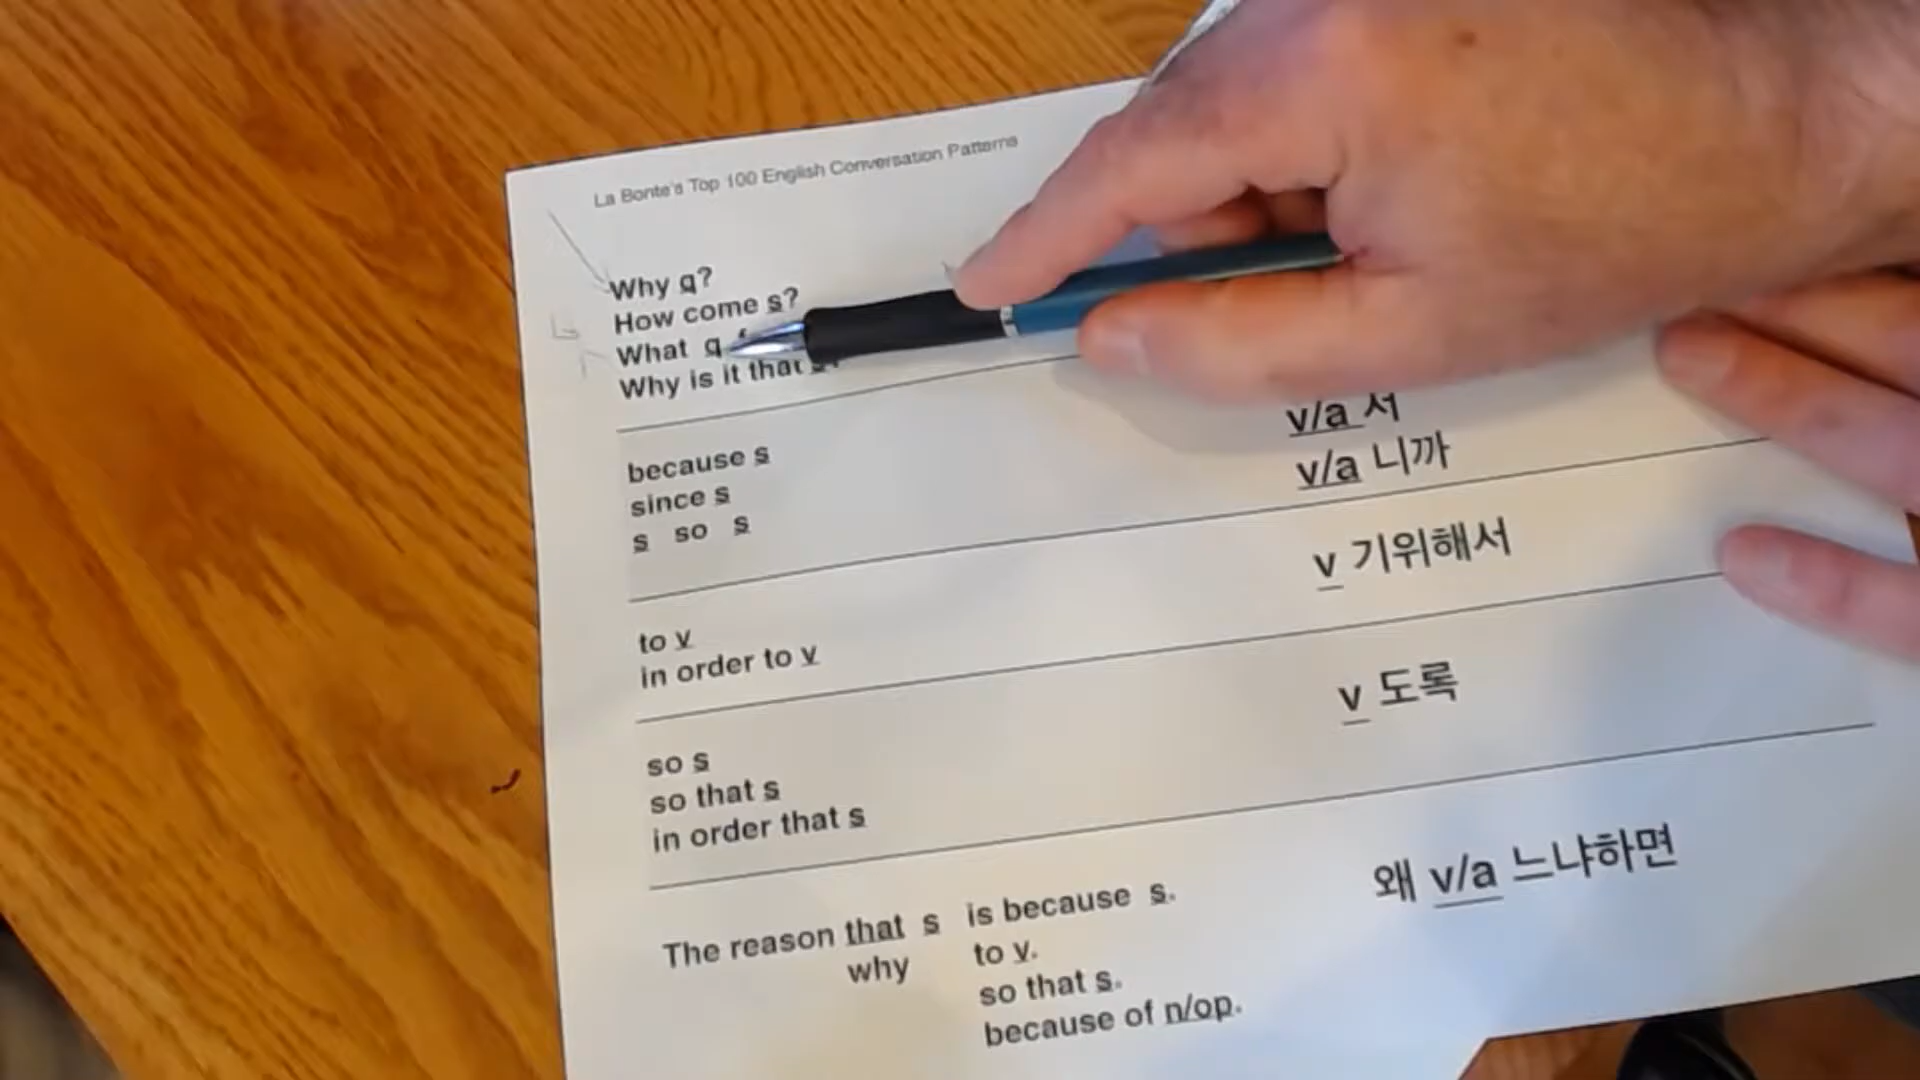 La Bonte's Top 100 English Conversation Patterns
Why q?
How come s?
What q
Why is it that
because s
since s
s so s
v/a 서
v/a 니까
to v
in order to v
v 기위해서
so s
so that s
in order that s
v 도록
The reason that s is because s.
why to v.
so that s.
because of n/op.
왜 v/a 느냐하면